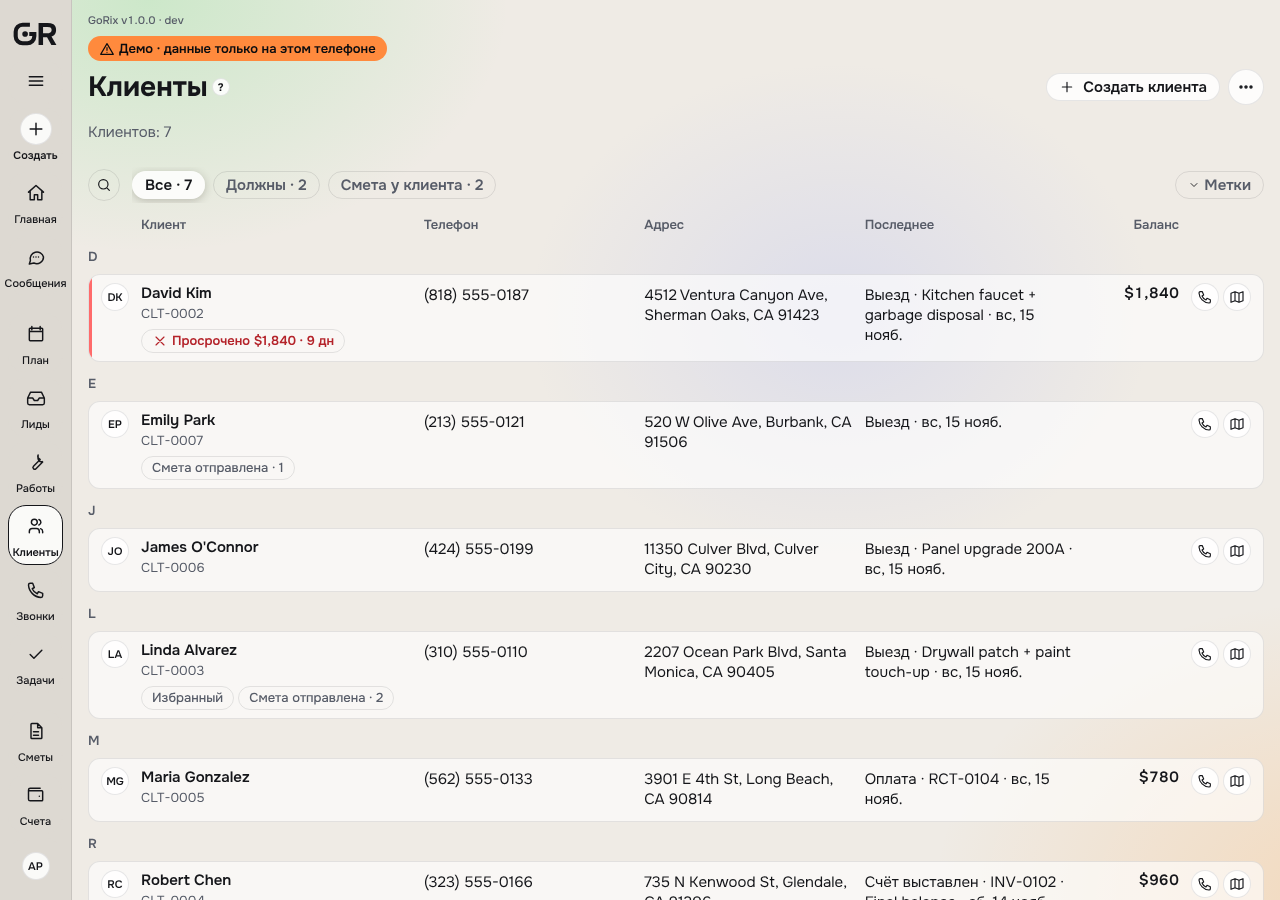 GR
GoRix v1.0.0 · dev
Демо · данные только на этом телефоне
Клиенты ?
Создать клиента
Клиентов: 7
Все · 7
Должны · 2
Смета у клиента · 2
Метки
Создать
Главная
Сообщения
План
Лиды
Работы
Клиенты
Звонки
Задачи
Сметы
Счета
AP
Клиент Телефон Адрес Последнее Баланс
D
DK
David Kim
CLT-0002
Просрочено $1,840 · 9 дн
(818) 555-0187
4512 Ventura Canyon Ave,
Sherman Oaks, CA 91423
Выезд · Kitchen faucet +
garbage disposal · вс, 15
нояб.
$1,840
E
EP
Emily Park
CLT-0007
Смета отправлена · 1
(213) 555-0121
520 W Olive Ave, Burbank, CA
91506
Выезд · вс, 15 нояб.
J
JO
James O'Connor
CLT-0006
(424) 555-0199
11350 Culver Blvd, Culver
City, CA 90230
Выезд · Panel upgrade 200A ·
вс, 15 нояб.
L
LA
Linda Alvarez
CLT-0003
Избранный
Смета отправлена · 2
(310) 555-0110
2207 Ocean Park Blvd, Santa
Monica, CA 90405
Выезд · Drywall patch + paint
touch-up · вс, 15 нояб.
M
MG
Maria Gonzalez
CLT-0005
(562) 555-0133
3901 E 4th St, Long Beach,
CA 90814
Оплата · RCT-0104 · вс, 15
нояб.
$780
R
RC
Robert Chen
(323) 555-0166
735 N Kenwood St, Glendale,
Счёт выставлен · INV-0102 ·
$960